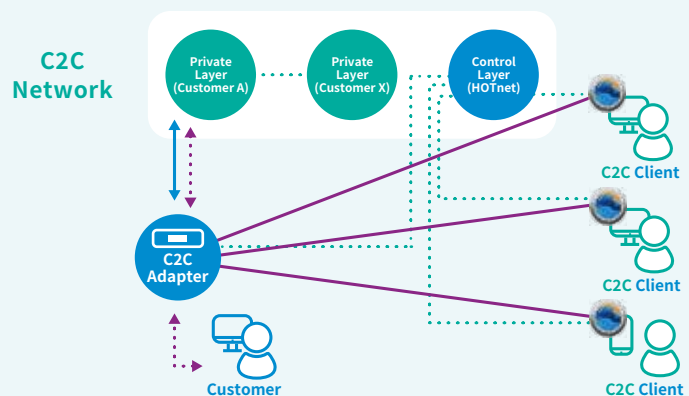 C2C
Network
Private
Layer
(Customer A)
Private
Layer
(Customer X)
Control
Layer
(HOTnet)
C2C Client
C2C
Adapter
C2C Client
Customer
C2C Client